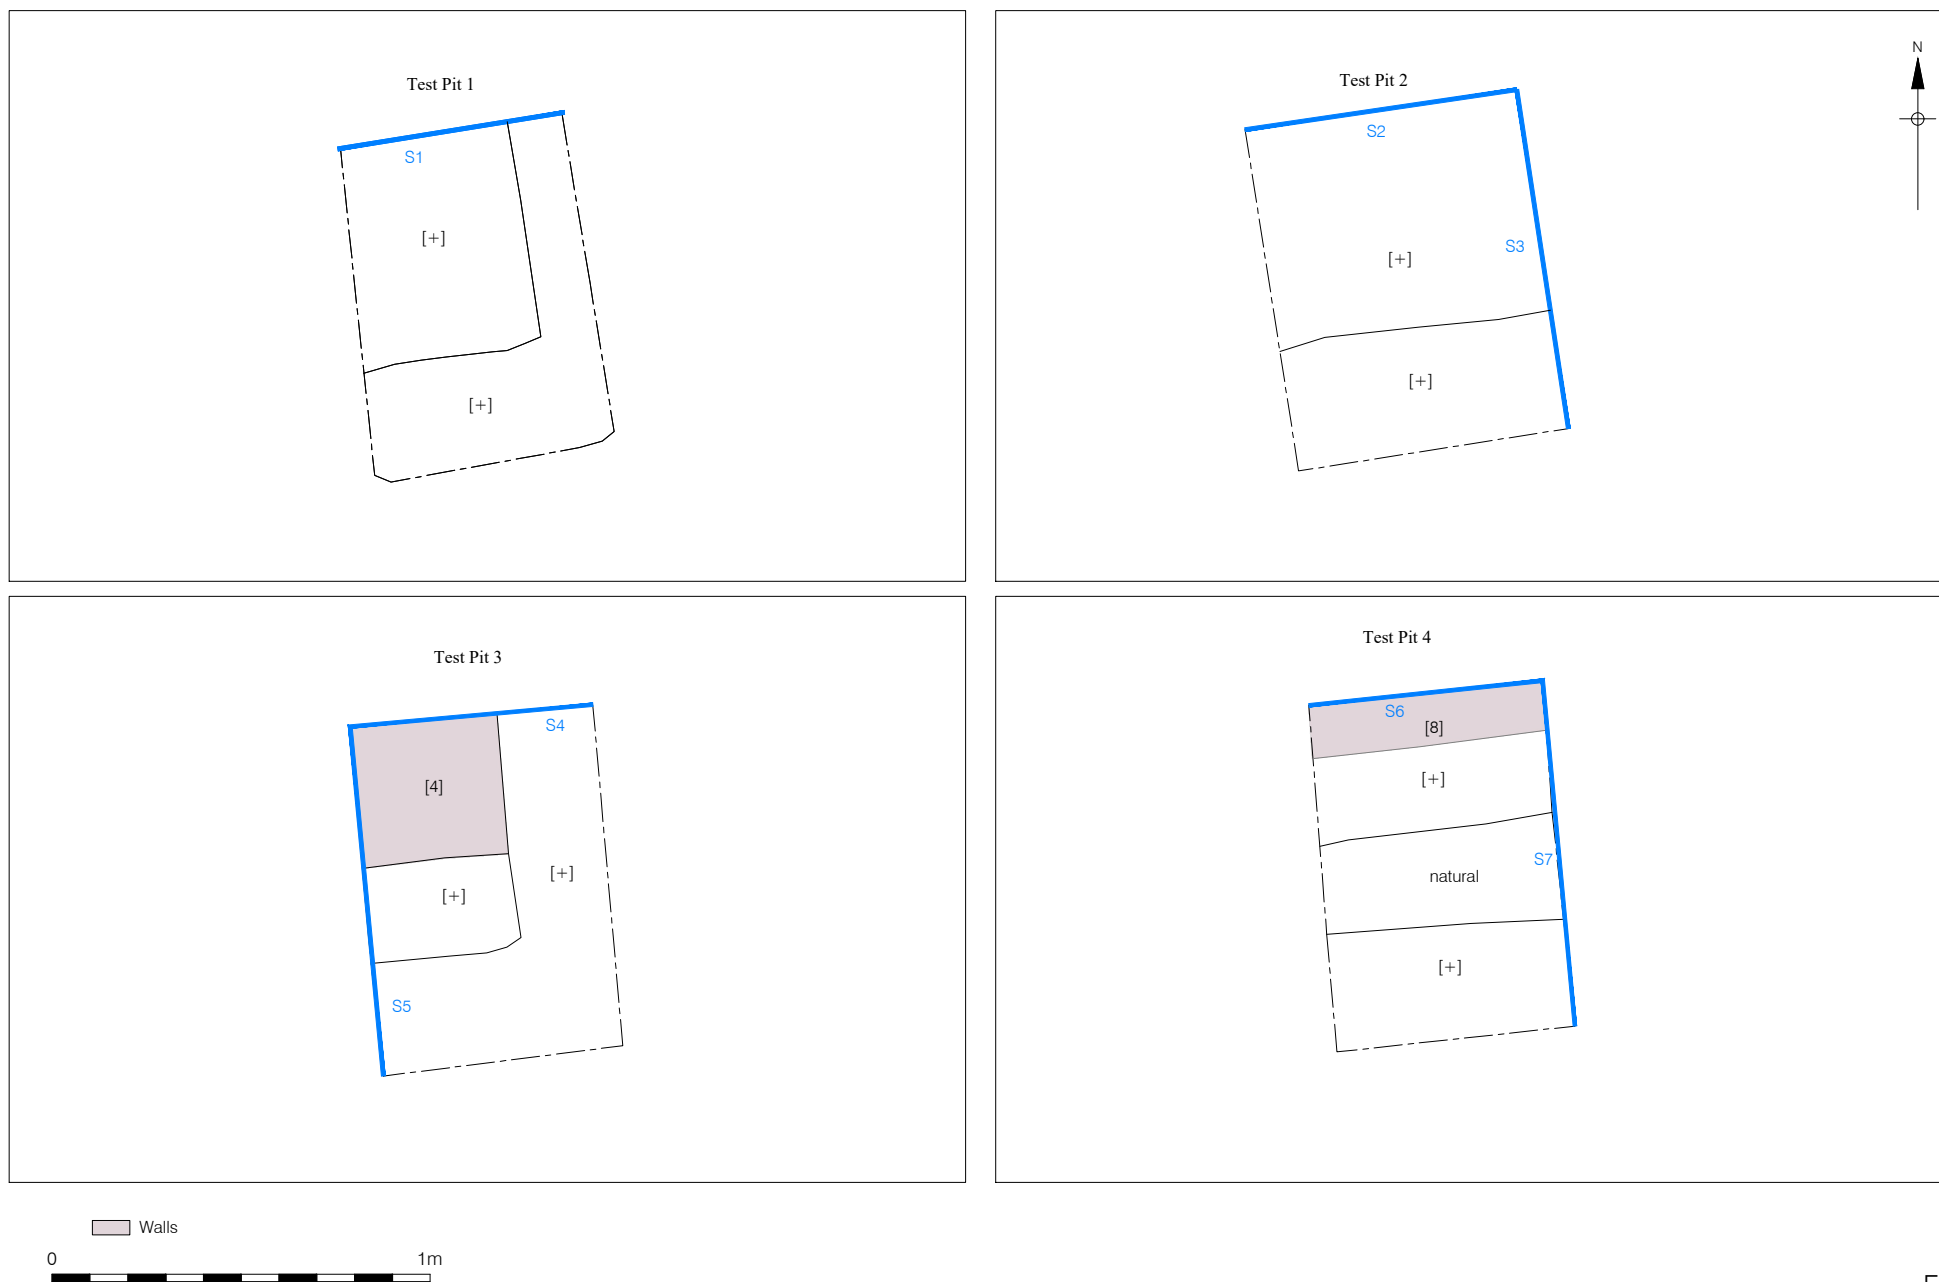 Test Pit 1
S1
[+]
[+]
Test Pit 2
S2
S3
[+]
[+]
N
Test Pit 3
S4
[4]
[+]
[+]
S5
Test Pit 4
S6
[8]
[+]
S7
natural
[+]
Walls
0 1m